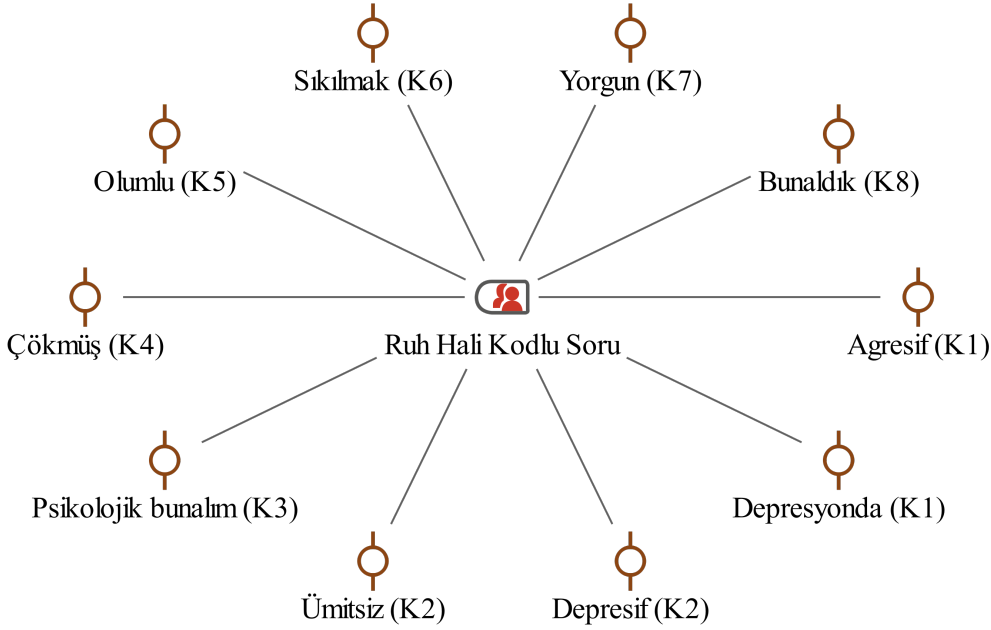 Sıkılmak (K6)
Yorgun (K7)
Olumlu (K5)
Bunaldık (K8)
Çökmüş (K4)
Ruh Hali Kodlu Soru
Agresif (K1)
Psikolojik bunalım (K3)
Depresyonda (K1)
Ümitsiz (K2)
Depresif (K2)